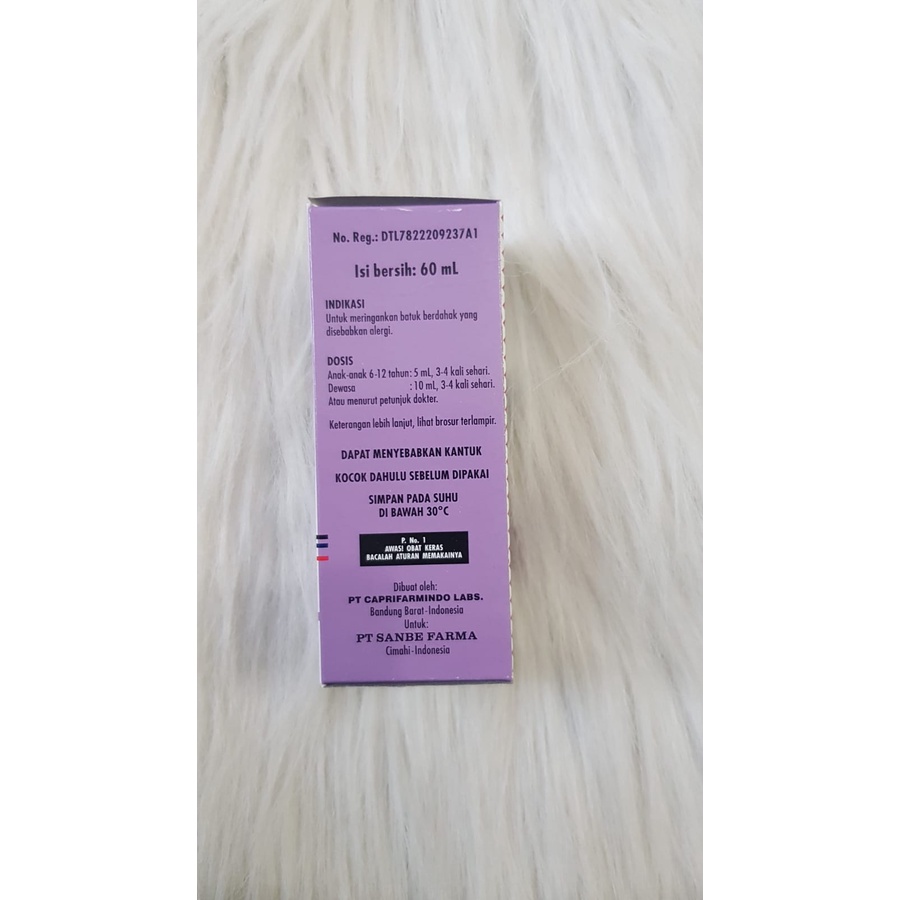 No. Reg.: DTL7822209237A1
Isi bersih: 60 mL
INDIKASI
Untuk meringankan batuk berdahak yang
disebabkan alergi.
DOSIS
Anak-anak 6-12 tahun: 5 mL, 3-4 kali sehari.
Dewasa : 10 mL, 3-4 kali sehari.
Atau menurut petunjuk dokter.
Keterangan lebih lanjut, lihat brosur terlampir.
DAPAT MENYEBABKAN KANTUK
KOCOK DAHULU SEBELUM DIPAKAI
SIMPAN PADA SUHU
DI BAWAH 30°C
P. No. 1
AWAS! OBAT KERAS
BACALAH ATURAN MEMAKAINYA
Dibuat oleh:
PT CAPRIFARMINDO LABS.
Bandung Barat-Indonesia
Untuk:
PT SANBE FARMA
Cimahi-Indonesia